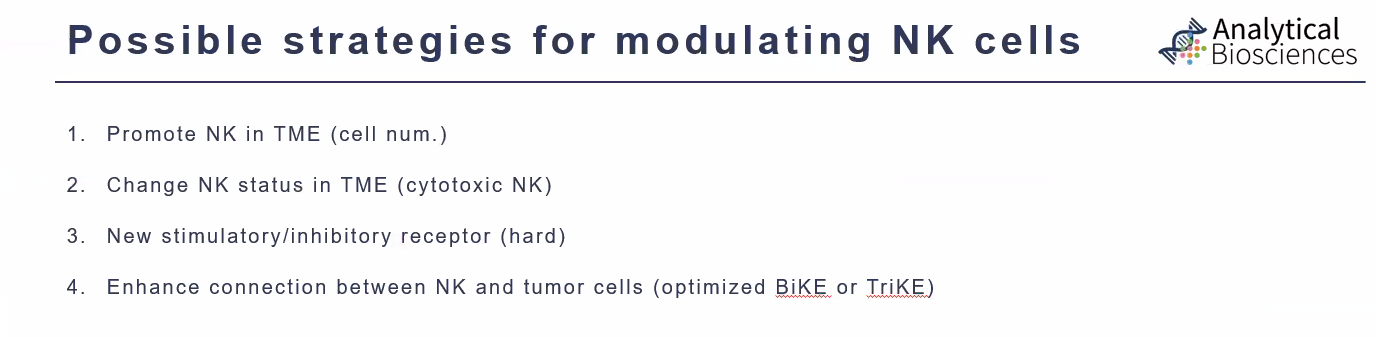 Possible strategies for modulating NK cells
Analytical
Biosciences
1. Promote NK in TME (cell num.)
2. Change NK status in TME (cytotoxic NK)
3. New stimulatory/inhibitory receptor (hard)
4. Enhance connection between NK and tumor cells (optimized BiKE or TriKE)